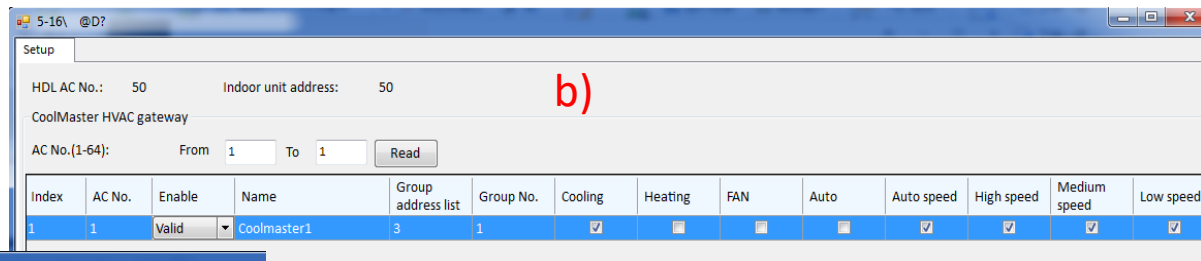 5-16\ @D?
Setup
HDL AC No.: 50 Indoor unit address: 50
b)
CoolMaster HVAC gateway
AC No.(1-64): From 1 To 1 Read
Index AC No. Enable Name Group address list Group No. Cooling Heating FAN Auto Auto speed High speed Medium speed Low speed
1 1 Valid Coolmaster1 3 1